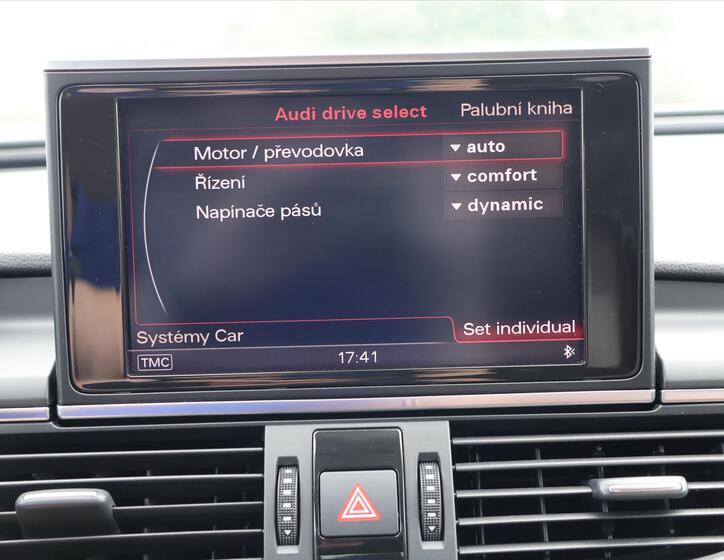 Audi drive select Palubní kniha
Motor / převodovka auto
Řízení comfort
Napínače pásů dynamic
Systémy Car Set individual
TMC 17:41